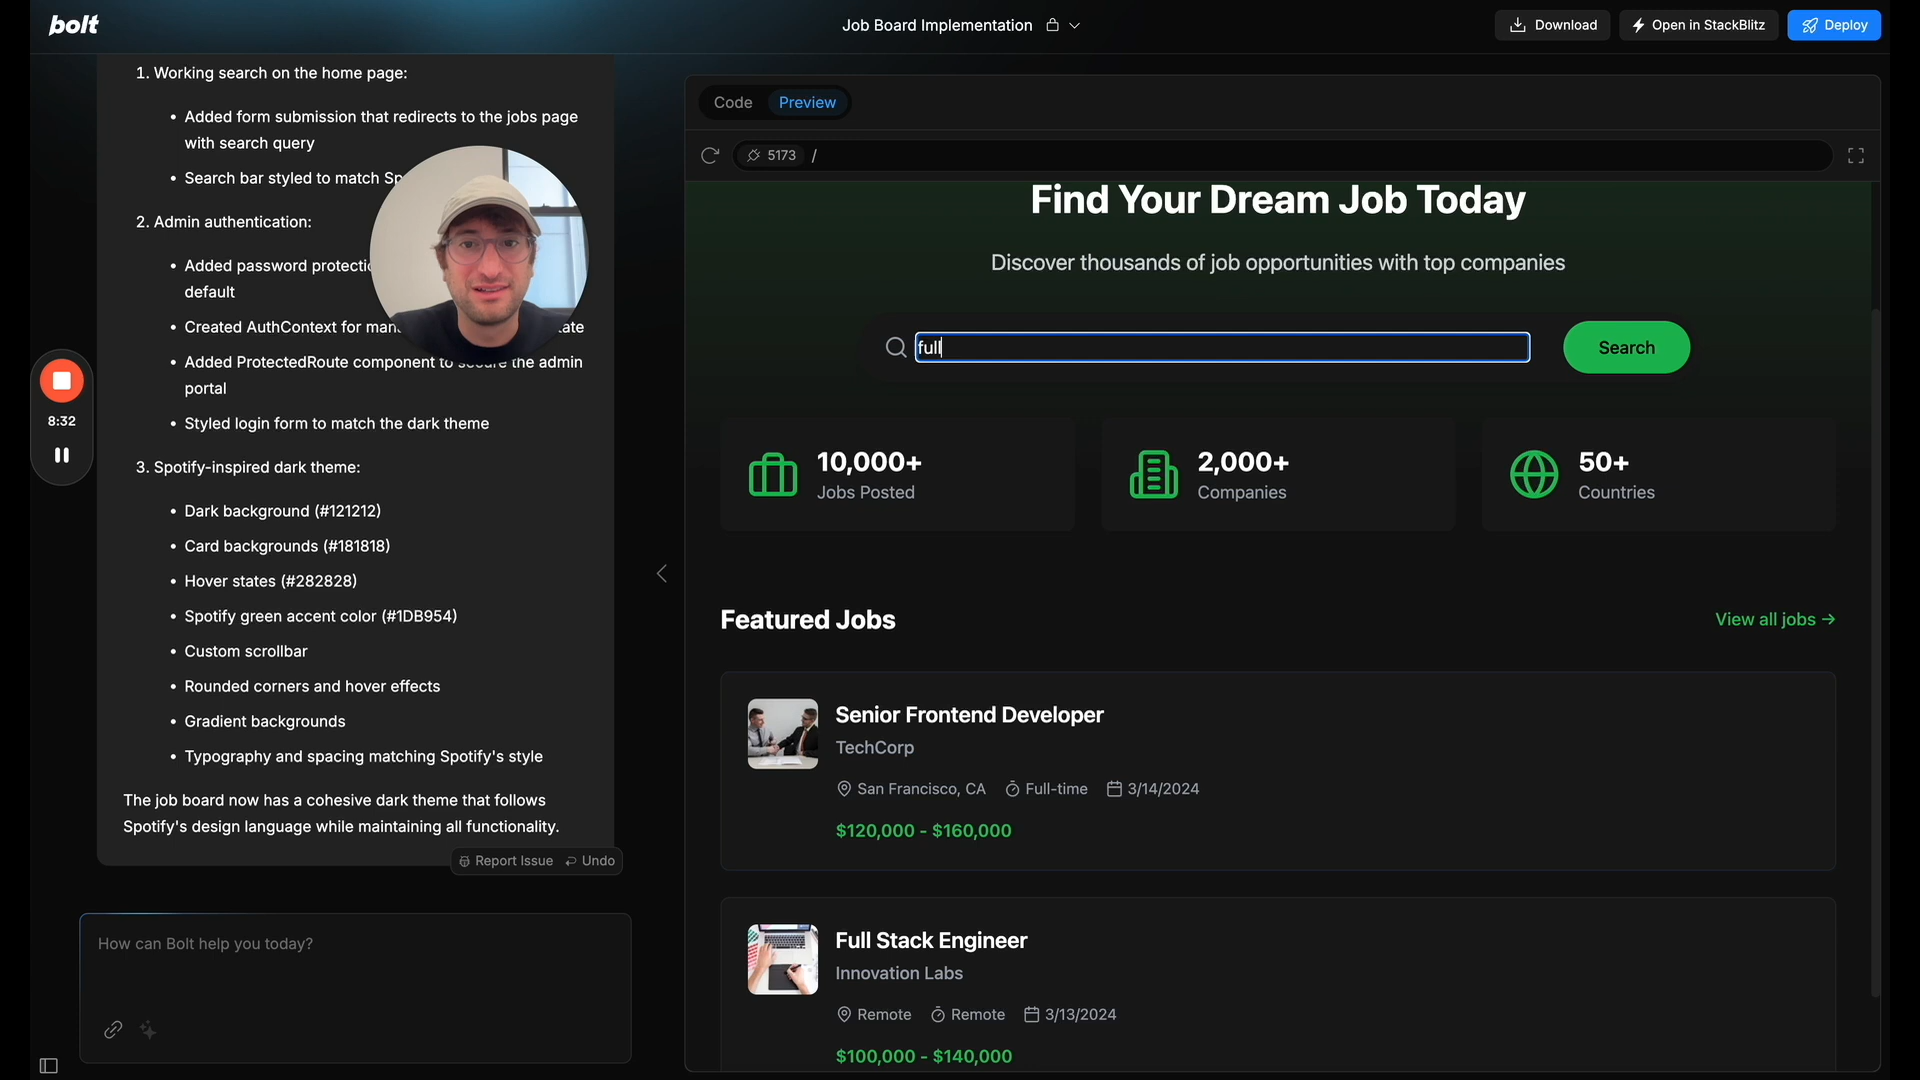 bolt
Job Board Implementation
Download
Open in StackBlitz
Deploy
1. Working search on the home page:
• Added form submission that redirects to the jobs page
with search query
• Search bar styled to match
2. Admin authentication:
• Added password
default
• Created AuthContext for
• Added ProtectedRoute component to secure the admin
portal
• Styled login form to match the dark theme
8:32
3. Spotify-inspired dark theme:
• Dark background (#121212)
• Card backgrounds (#181818)
• Hover states (#282828)
• Spotify green accent color (#1DB954)
• Custom scrollbar
• Rounded corners and hover effects
• Gradient backgrounds
• Typography and spacing matching Spotify's style
The job board now has a cohesive dark theme that follows
Spotify's design language while maintaining all functionality.
Report Issue
Undo
How can Bolt help you today?
Code
Preview
5173 /
Find Your Dream Job Today
Discover thousands of job opportunities with top companies
full
Search
10,000+
Jobs Posted
2,000+
Companies
50+
Countries
Featured Jobs
View all jobs →
Senior Frontend Developer
TechCorp
San Francisco, CA Full-time 3/14/2024
$120,000 - $160,000
Full Stack Engineer
Innovation Labs
Remote Remote 3/13/2024
$100,000 - $140,000